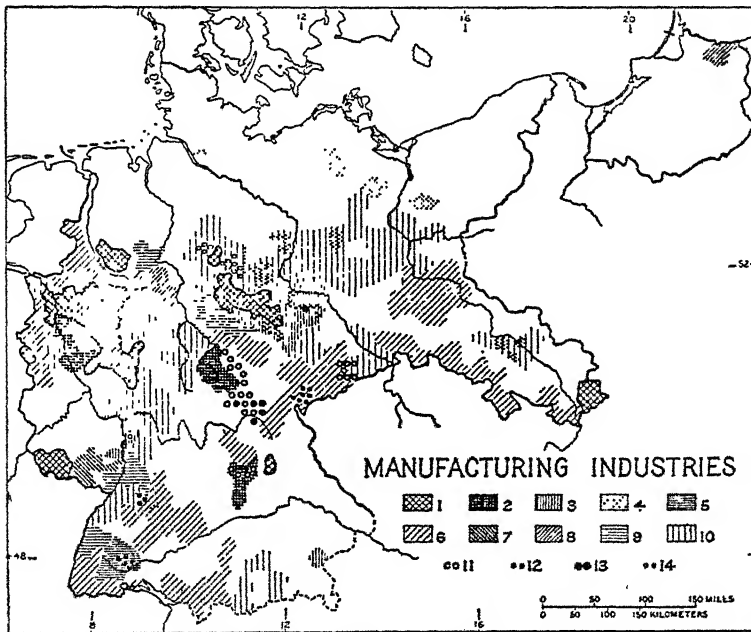 12 16 20
52
MANUFACTURING INDUSTRIES
1 2 3 4 5
6 7 8 9 10
48 11 12 13 14
0 50 100 150 MILES
0 50 100 150 KILOMETERS
8 12 16